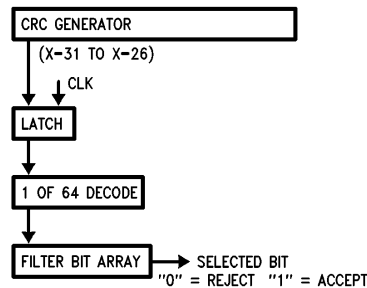 CRC GENERATOR
(X-31 TO X-26)
CLK
LATCH
1 OF 64 DECODE
FILTER BIT ARRAY
SELECTED BIT
"0" = REJECT "1" = ACCEPT